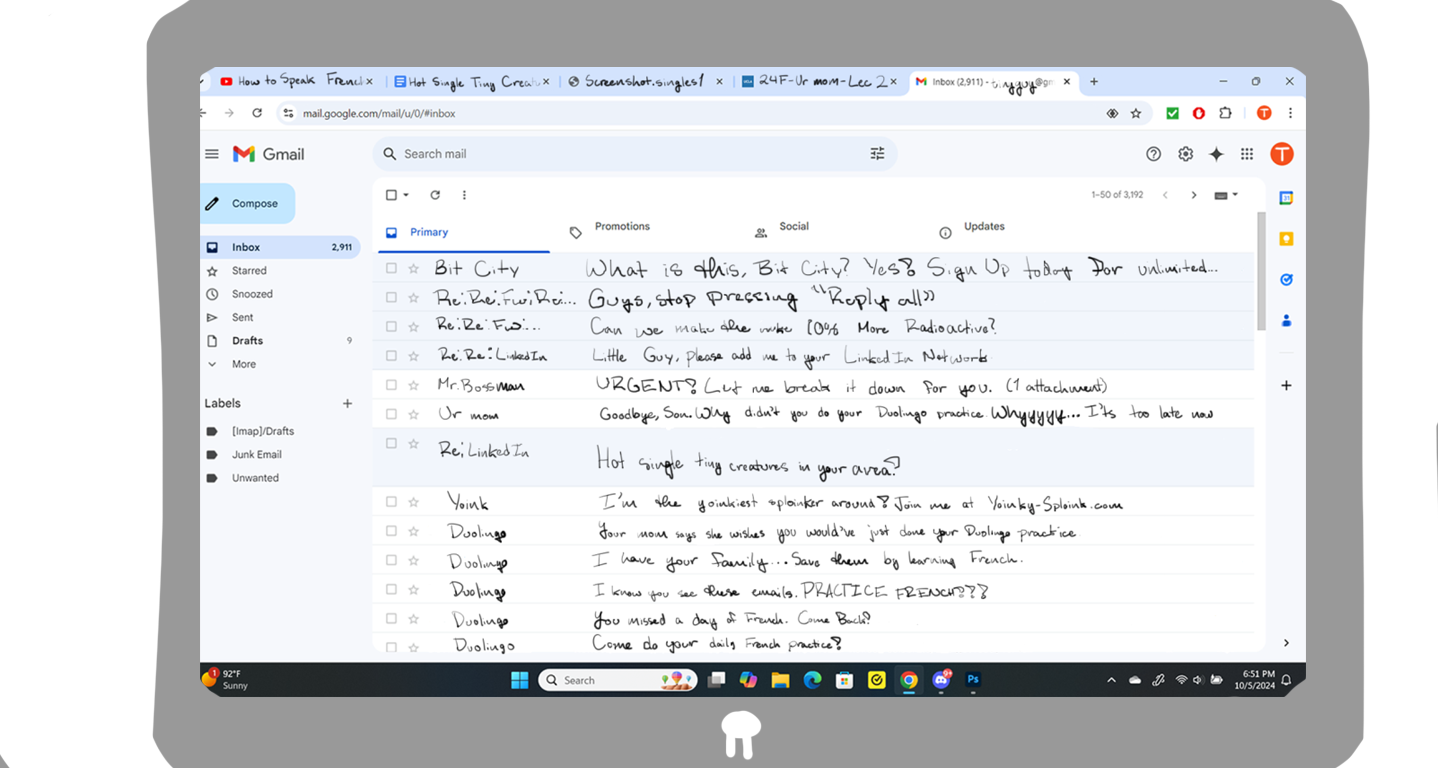 How to Speak Frencl
Hot Single Tiny Creat
Screenshot.singles1
24F-Ur mom-Lec 2
Inbox (2,911) - tinyguy@gm
mail.google.com/mail/u/0/#inbox
T
Gmail
Search mail
T
Compose
1–50 of 3,192
Primary
Promotions
Social
Updates
Inbox 2,911
Starred
Snoozed
Sent
Drafts 9
More
Labels
[Imap]/Drafts
Junk Email
Unwanted
Bit City What is this, Bit City? Yes! Sign Up today for unlimited...
Re:Re:Fw:Re:... Guys, stop pressing "Reply all"
Re:Re:Fw:... Can we make the nuke 10% More Radioactive?
Re:Re:LinkedIn Little Guy, please add me to your LinkedIn Network
Mr. Bossman URGENT! Let me break it down for you. (1 attachment)
Ur mom Goodbye, Son. Why didn't you do your Duolingo practice Whyyyyy... It's too late now
Re: LinkedIn Hot single tiny creatures in your area?
Yoink I'm the yoinkiest sploinker around! Join me at Yoinky-Sploink.com
Duolingo Your mom says she wishes you would've just done your Duolingo practice
Duolingo I have your family... Save them by learning French.
Duolingo I know you see these emails. PRACTICE FRENCH???
Duolingo You missed a day of French. Come Back!
Duolingo Come do your daily French practice!
1
92°F
Sunny
Search
Ps
6:51 PM
10/5/2024